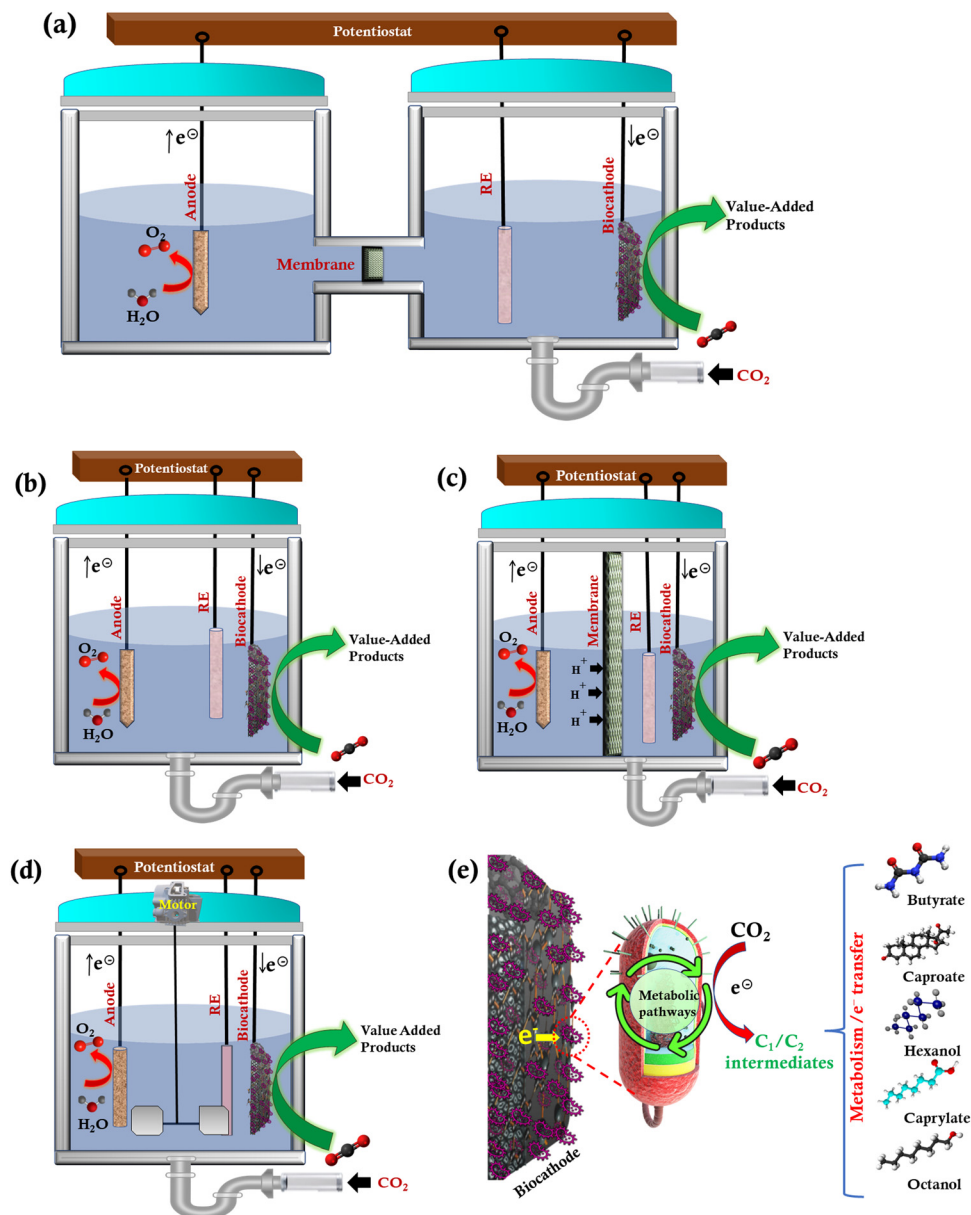 (a)
Potentiostat
↑e⊖
↓e⊖
Anode
RE
Biocathode
O2
H2O
Membrane
Value-Added
Products
CO2
(b)
Potentiostat
↑e⊖
↓e⊖
Anode
RE
Biocathode
O2
H2O
Value-Added
Products
CO2
(c)
Potentiostat
↑e⊖
↓e⊖
Anode
Membrane
RE
Biocathode
O2
H2O
H+
H+
H+
Value-Added
Products
CO2
(d)
Potentiostat
Motor
↑e⊖
↓e⊖
Anode
RE
Biocathode
O2
H2O
Value Added
Products
CO2
(e)
e-
Biocathode
Metabolic
pathways
CO2
e⊖
C1/C2
intermediates
Metabolism /e- transfer
Butyrate
Caproate
Hexanol
Caprylate
Octanol